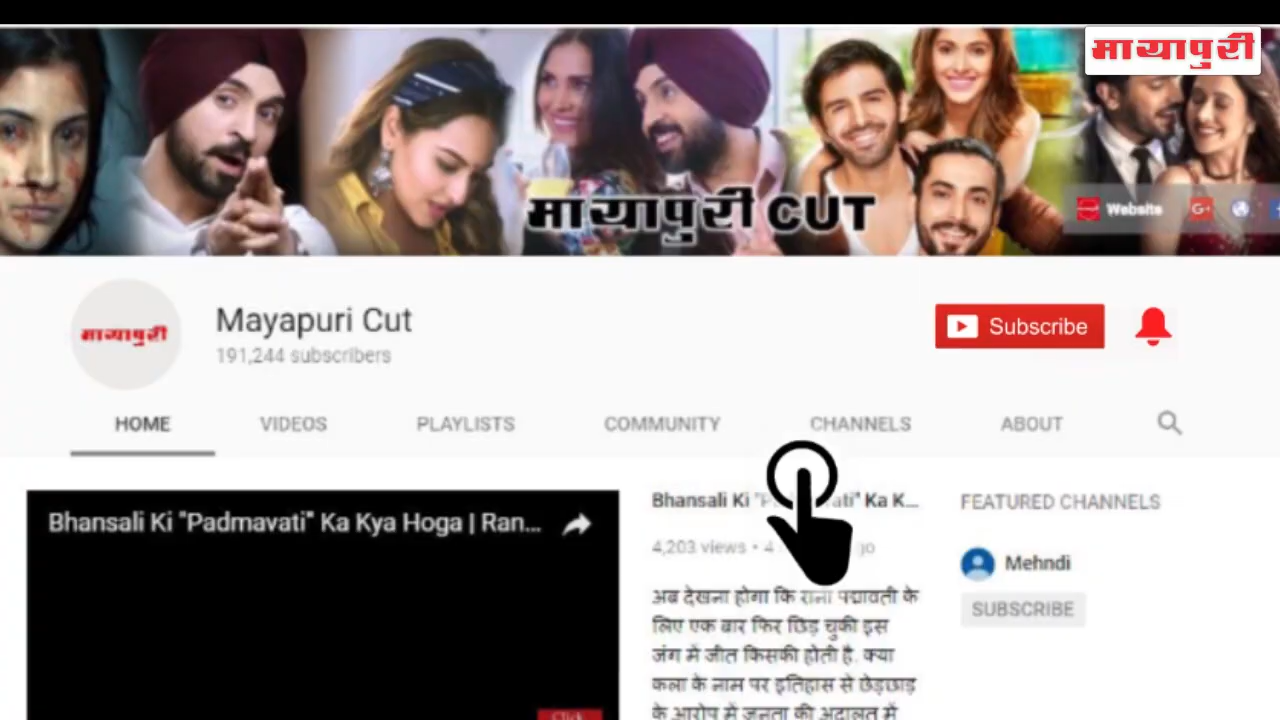 मायापुरी
मायापुरी CUT
Website
G+
मायापुरी
Mayapuri Cut
191,244 subscribers
Subscribe
HOME VIDEOS PLAYLISTS COMMUNITY CHANNELS ABOUT
Bhansali Ki "Padmavati" Ka Kya Hoga | Ran...
Bhansali Ki Ka K...
4,203 views •
FEATURED CHANNELS
Mehndi
SUBSCRIBE
अब देखना होगा कि पद्मावती के
लिए एक बार फिर छिड़ चुकी इस
जंग में जीत किसकी होती है. क्या
कला के नाम पर इतिहास से छेड़छाड़
के आरोप में जनता की अदालत में
Click